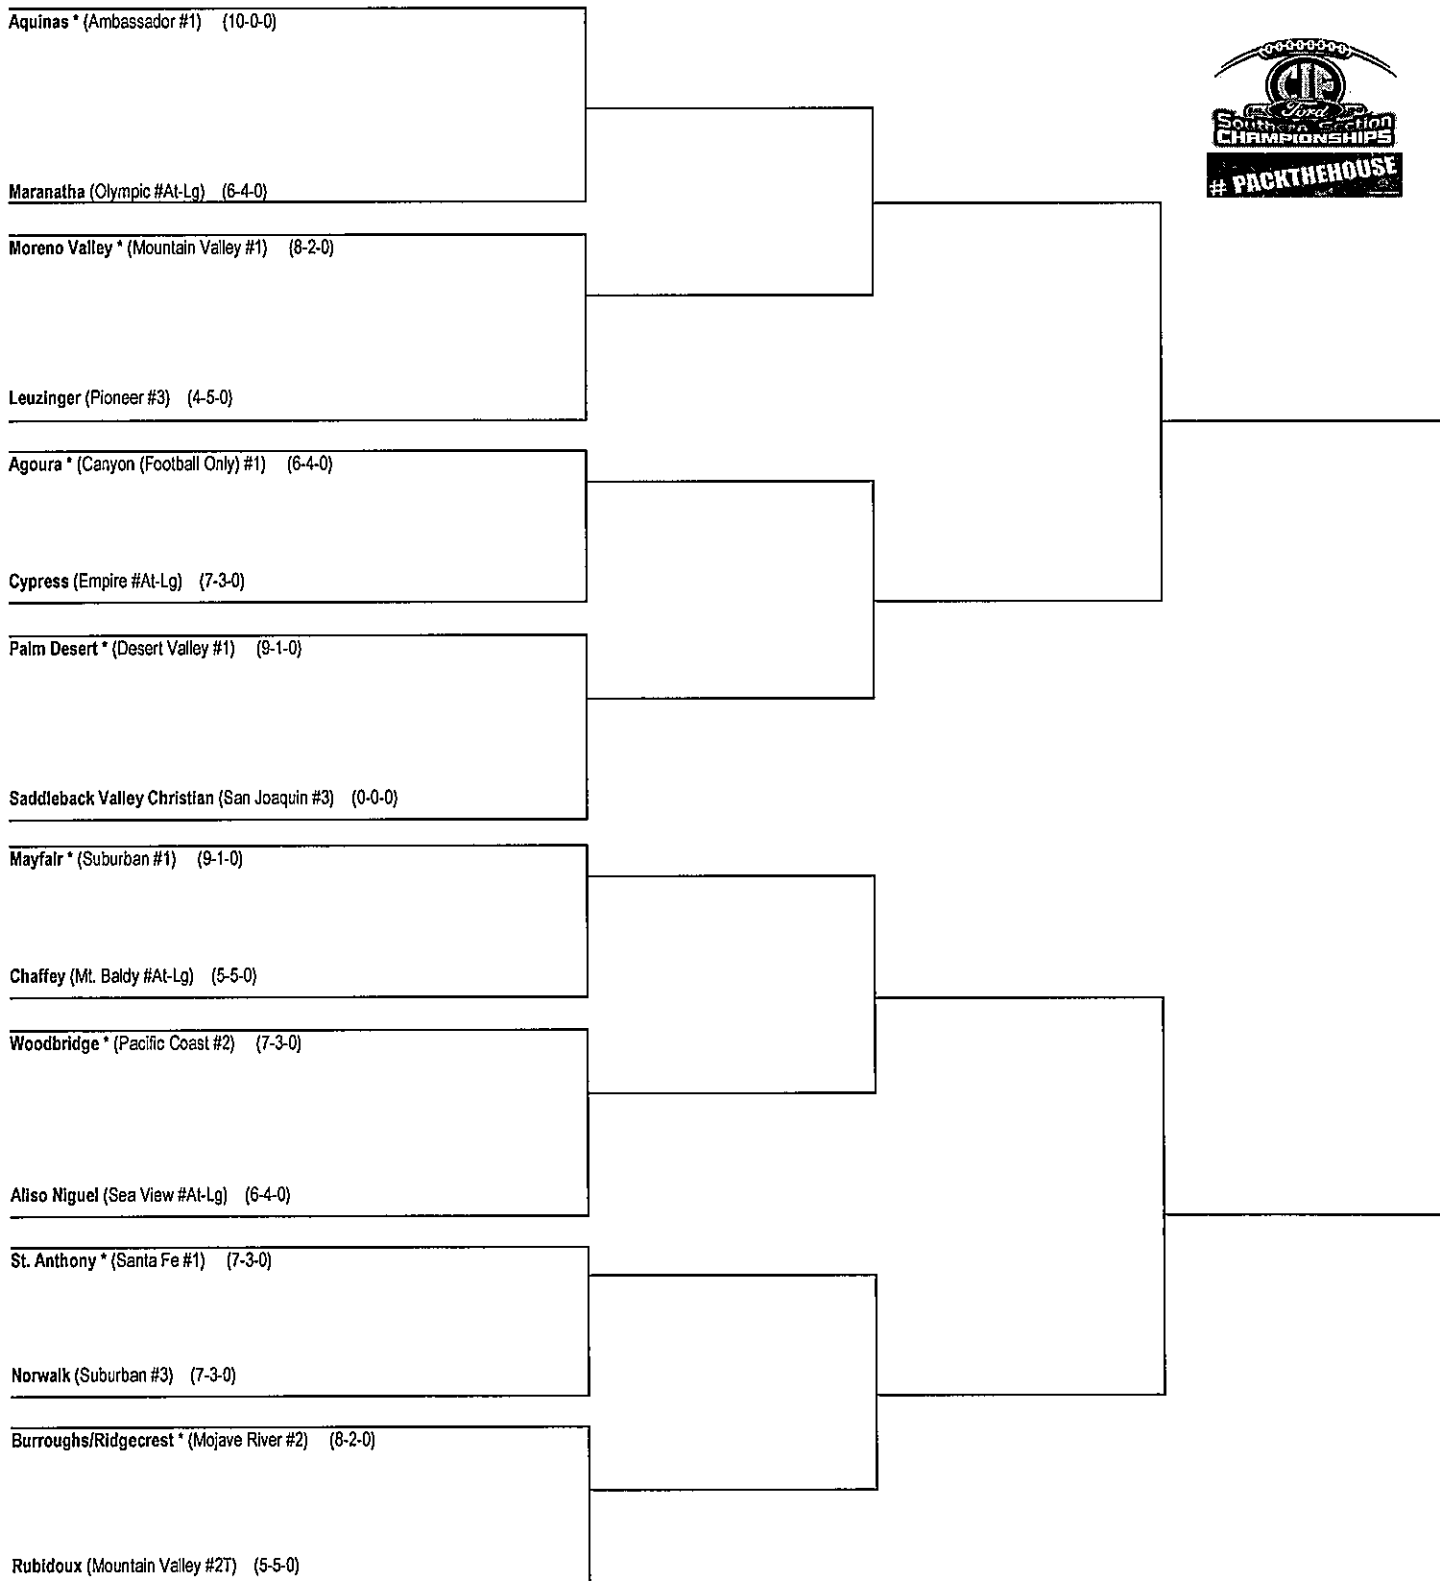 Aquinas * (Ambassador #1) (10-0-0)
CIF
Ford
Southern Section
CHAMPIONSHIPS
# PACKTHEHOUSE
Maranatha (Olympic #At-Lg) (6-4-0)
Moreno Valley * (Mountain Valley #1) (8-2-0)
Leuzinger (Pioneer #3) (4-5-0)
Agoura * (Canyon (Football Only) #1) (6-4-0)
Cypress (Empire #At-Lg) (7-3-0)
Palm Desert * (Desert Valley #1) (9-1-0)
Saddleback Valley Christian (San Joaquin #3) (0-0-0)
Mayfair * (Suburban #1) (9-1-0)
Chaffey (Mt. Baldy #At-Lg) (5-5-0)
Woodbridge * (Pacific Coast #2) (7-3-0)
Aliso Niguel (Sea View #At-Lg) (6-4-0)
St. Anthony * (Santa Fe #1) (7-3-0)
Norwalk (Suburban #3) (7-3-0)
Burroughs/Ridgecrest * (Mojave River #2) (8-2-0)
Rubidoux (Mountain Valley #2T) (5-5-0)